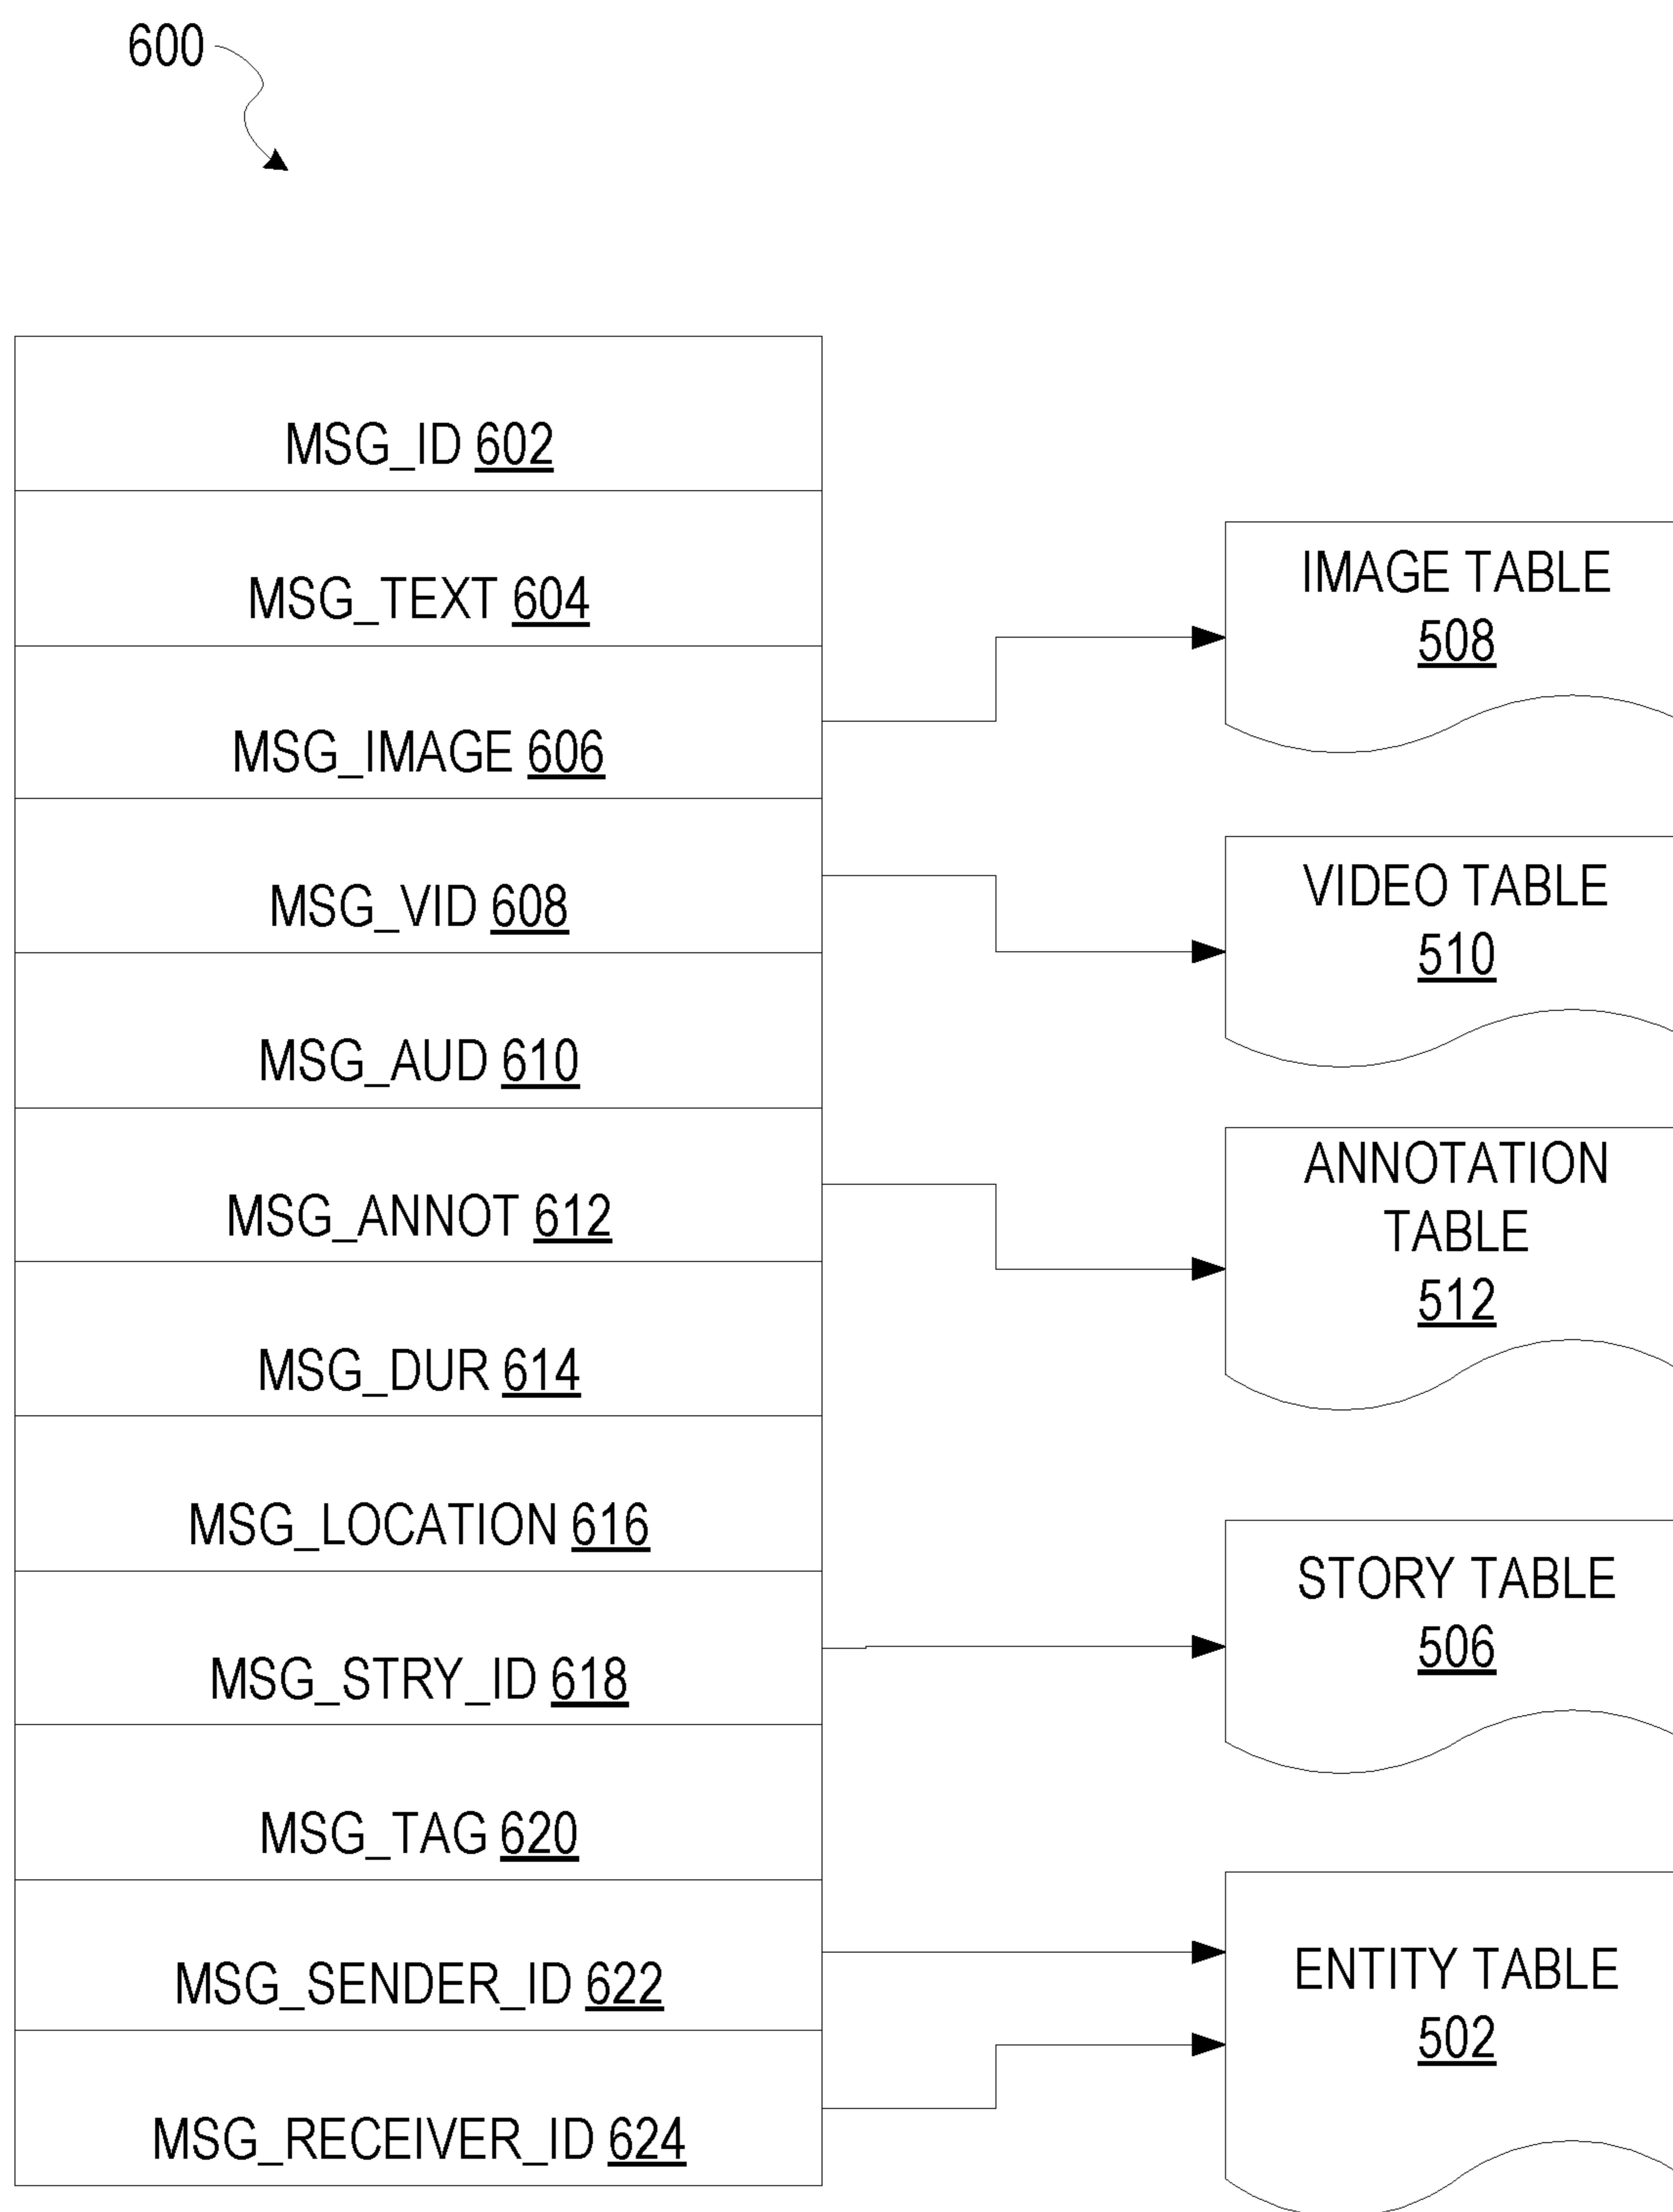 600
MSG_ID 602
MSG_TEXT 604
MSG_IMAGE 606
MSG_VID 608
MSG_AUD 610
MSG_ANNOT 612
MSG_DUR 614
MSG_LOCATION 616
MSG_STRY_ID 618
MSG_TAG 620
MSG_SENDER_ID 622
MSG_RECEIVER_ID 624
IMAGE TABLE
508
VIDEO TABLE
510
ANNOTATION
TABLE
512
STORY TABLE
506
ENTITY TABLE
502